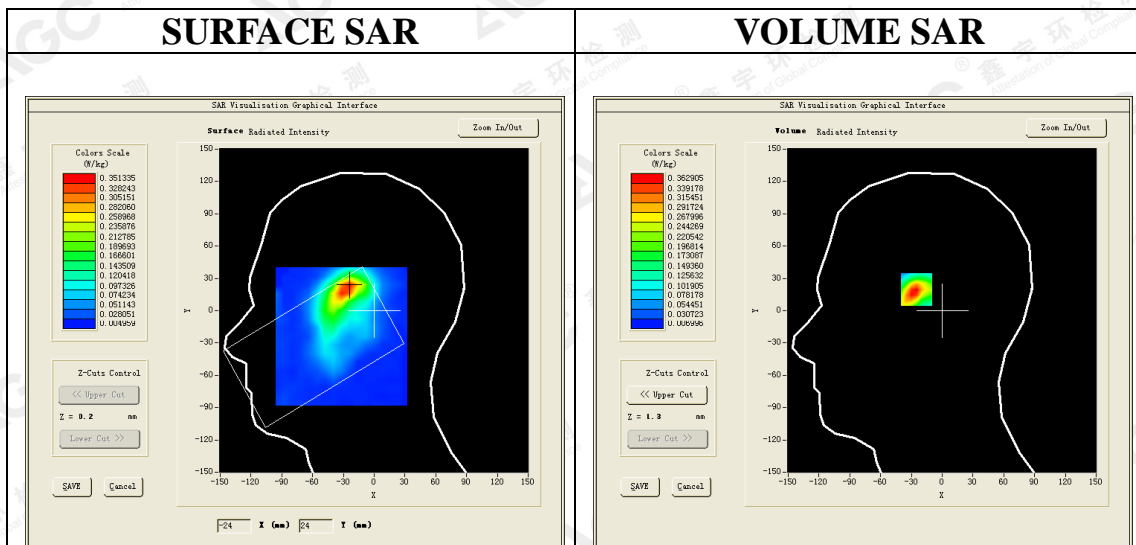 SURFACE SAR
VOLUME SAR
SAR Visualisation Graphical Interface
Surface Radiated Intensity
Zoom In/Out
Colors Scale
(W/kg)
0.351335
0.328243
0.305151
0.282060
0.258968
0.235876
0.212785
0.189693
0.166601
0.143509
0.120418
0.097326
0.074234
0.051143
0.028051
0.004959
150
120
90
60
30
0
-30
-60
-90
-120
-150
Y
-150 -120 -90 -60 -30 0 30 60 90 120 150
X
Z-Cuts Control
<< Upper Cut
Z = 0.2 mm
Lower Cut >>
SAVE
Cancel
-24 X (mm) 24 Y (mm)
SAR Visualisation Graphical Interface
Volume Radiated Intensity
Zoom In/Out
Colors Scale
(W/kg)
0.362905
0.339178
0.315451
0.291724
0.267996
0.244269
0.220542
0.196814
0.173087
0.149360
0.125632
0.101905
0.078178
0.054451
0.030723
0.006996
150
120
90
60
30
0
-30
-60
-90
-120
-150
Y
-150 -120 -90 -60 -30 0 30 60 90 120 150
X
Z-Cuts Control
<< Upper Cut
Z = 1.3 mm
Lower Cut >>
SAVE
Cancel